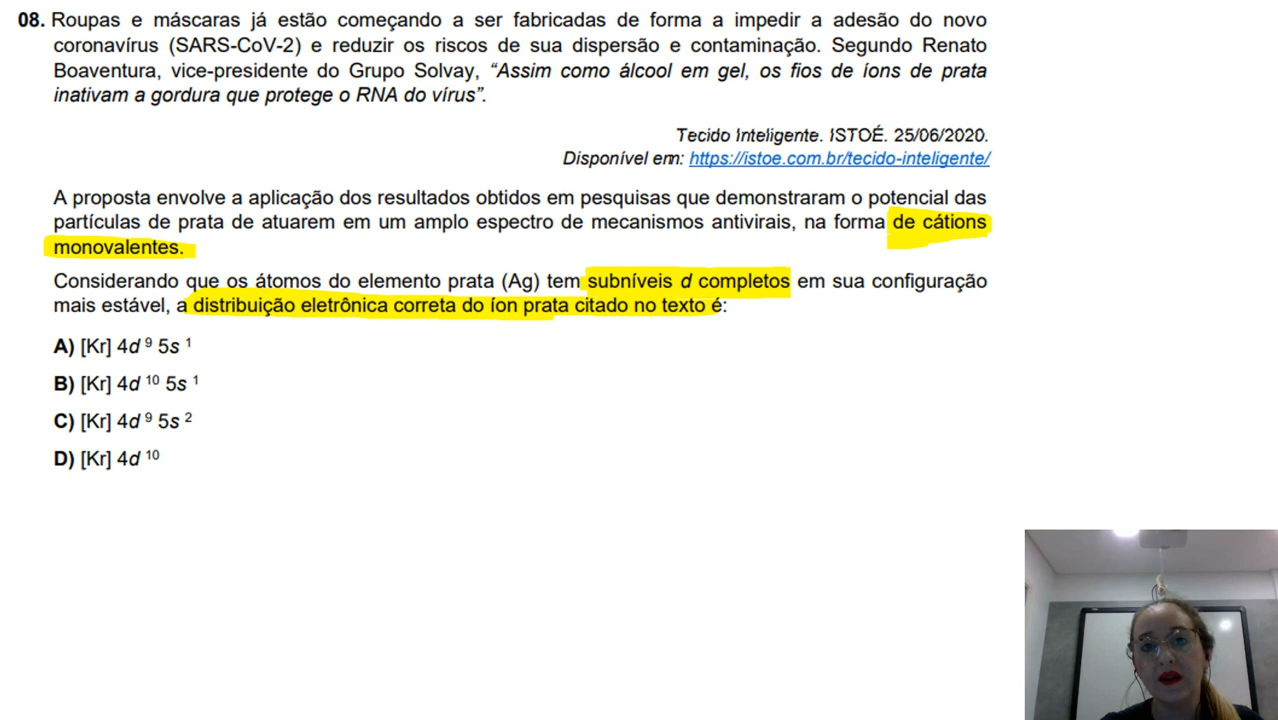 08. Roupas e máscaras já estão começando a ser fabricadas de forma a impedir a adesão do novo
coronavírus (SARS-CoV-2) e reduzir os riscos de sua dispersão e contaminação. Segundo Renato
Boaventura, vice-presidente do Grupo Solvay, “Assim como álcool em gel, os fios de íons de prata
inativam a gordura que protege o RNA do vírus”.
Tecido Inteligente. ISTOÉ. 25/06/2020.
Disponível em: https://istoe.com.br/tecido-inteligente/
A proposta envolve a aplicação dos resultados obtidos em pesquisas que demonstraram o potencial das
partículas de prata de atuarem em um amplo espectro de mecanismos antivirais, na forma de cátions
monovalentes.
Considerando que os átomos do elemento prata (Ag) tem subníveis d completos em sua configuração
mais estável, a distribuição eletrônica correta do íon prata citado no texto é:
A) [Kr] 4d ⁹ 5s ¹
B) [Kr] 4d ¹⁰ 5s ¹
C) [Kr] 4d ⁹ 5s ²
D) [Kr] 4d ¹⁰